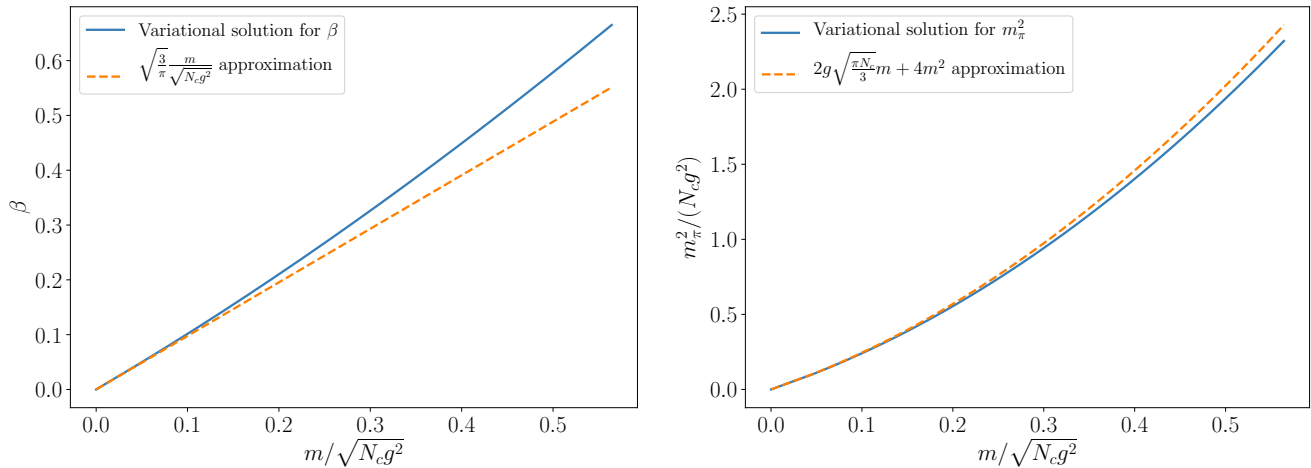 Variational solution for β
√(3/π) m/√(N_c g²) approximation
0.6
0.5
0.4
0.3
0.2
0.1
0.0
β
0.0 0.1 0.2 0.3 0.4 0.5
m/√(N_c g²)
Variational solution for m_π²
2g√(πN_c/3)m + 4m² approximation
2.5
2.0
1.5
1.0
0.5
0.0
m_π²/(N_c g²)
0.0 0.1 0.2 0.3 0.4 0.5
m/√(N_c g²)